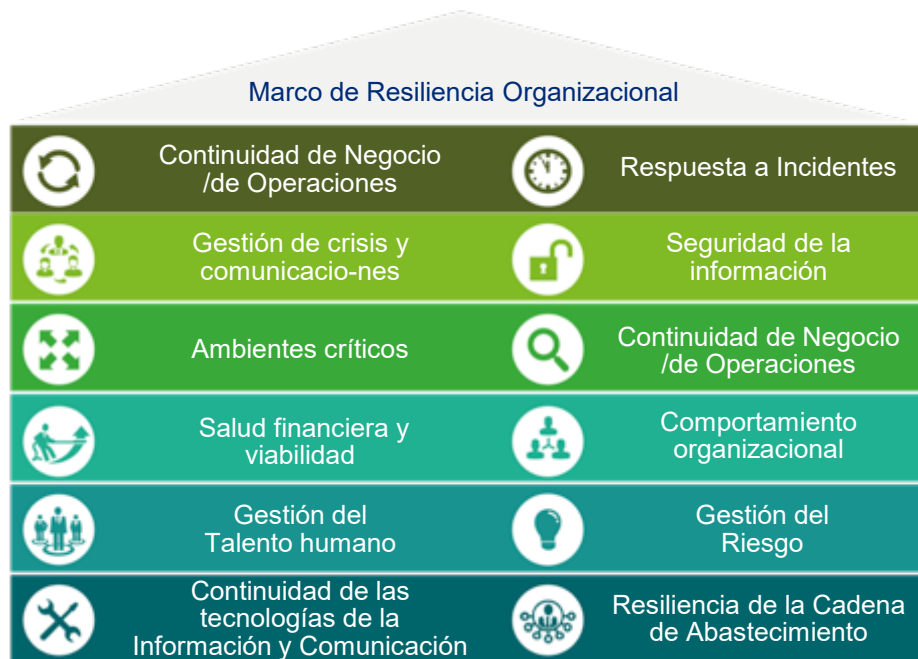 Marco de Resiliencia Organizacional
Continuidad de Negocio
/de Operaciones
Respuesta a Incidentes
Gestión de crisis y
comunicacio-nes
Seguridad de la
información
Ambientes críticos
Continuidad de Negocio
/de Operaciones
Salud financiera y
viabilidad
Comportamiento
organizacional
Gestión del
Talento humano
Gestión del
Riesgo
Continuidad de las
tecnologías de la
Información y Comunicación
Resiliencia de la Cadena
de Abastecimiento